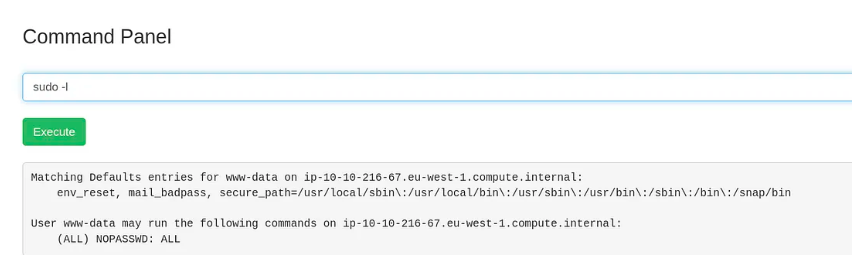 Command Panel
sudo -l
Execute
Matching Defaults entries for www-data on ip-10-10-216-67.eu-west-1.compute.internal:
    env_reset, mail_badpass, secure_path=/usr/local/sbin\:/usr/local/bin\:/usr/sbin\:/usr/bin\:/sbin\:/bin\:/snap/bin
User www-data may run the following commands on ip-10-10-216-67.eu-west-1.compute.internal:
    (ALL) NOPASSWD: ALL